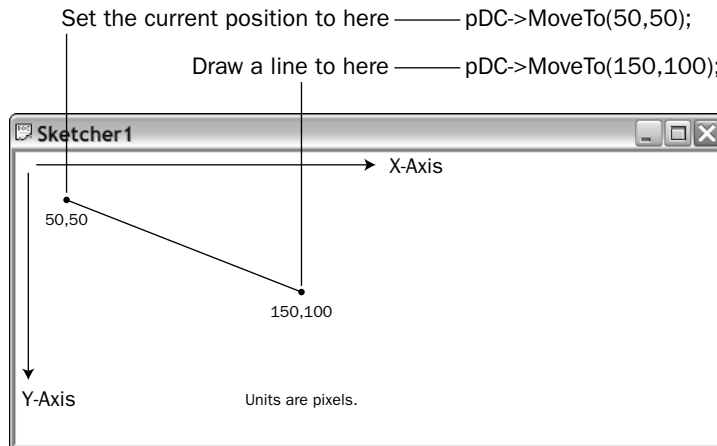 Set the current position to here pDC->MoveTo(50,50);
Draw a line to here pDC->MoveTo(150,100);
Sketcher1
X-Axis
50,50
150,100
Y-Axis
Units are pixels.